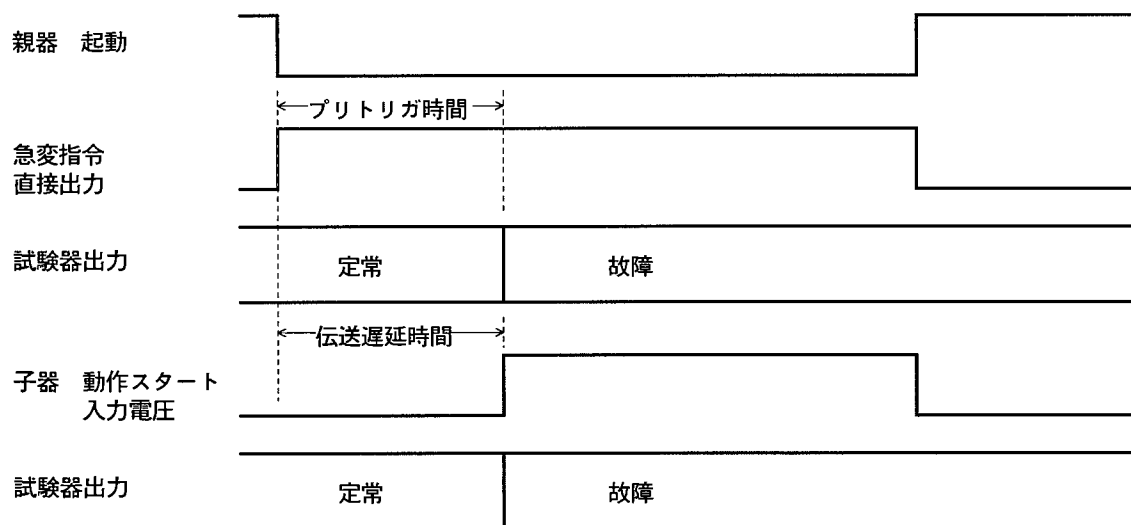 親器　起動
プリトリガ時間
急変指令
直接出力
試験器出力
定常
故障
伝送遅延時間
子器　動作スタート
入力電圧
試験器出力
定常
故障